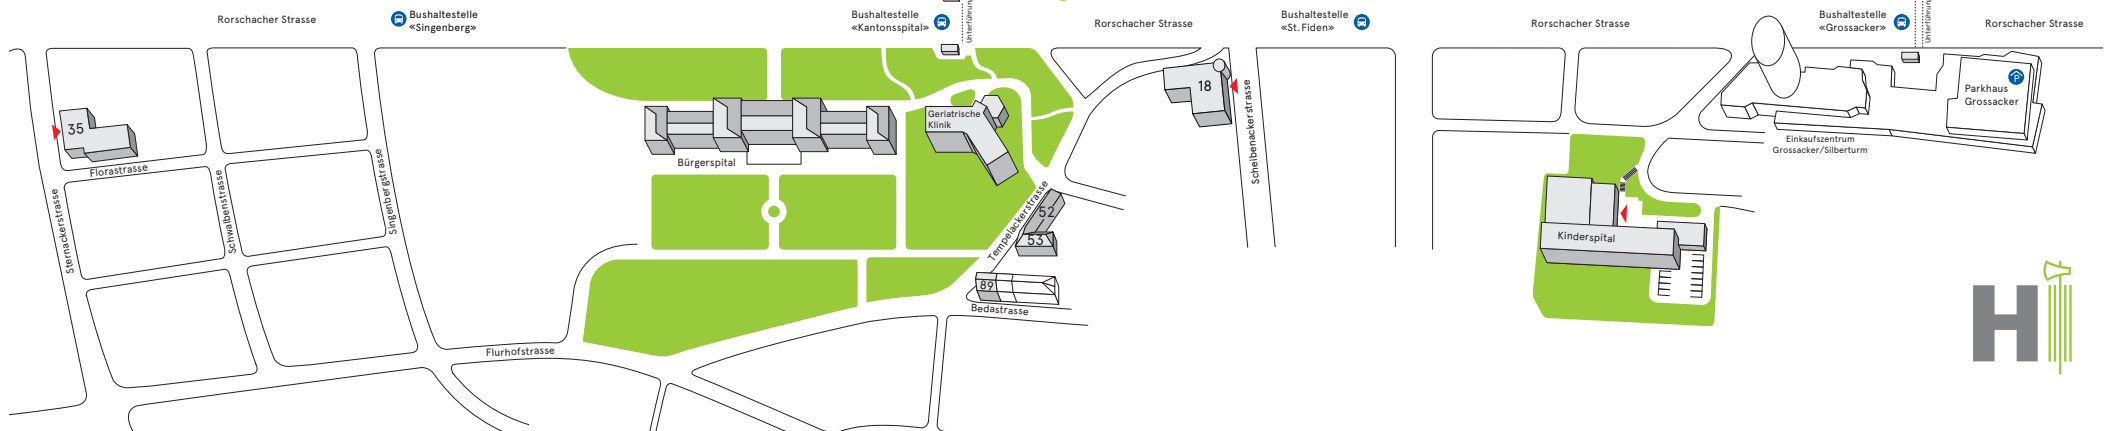 Rorschacher Strasse
Bushaltestelle
«Singenberg»
Bushaltestelle
«Kantonsspital»
Unterführung
Rorschacher Strasse
Bushaltestelle
«St. Fiden»
Rorschacher Strasse
Bushaltestelle
«Grossacker»
Unterführung
Rorschacher Strasse
35
Florastrasse
Sternackerstrasse
Schwalbenstrasse
Singenbergstrasse
Bürgerspital
Geriatrische
Klinik
18
Scheibenackerstrasse
P
Parkhaus
Grossacker
Einkaufszentrum
Grossacker/Silberturm
Tempelackerstrasse
52
53
89
Bedastrasse
Flurhofstrasse
Kinderspital
H